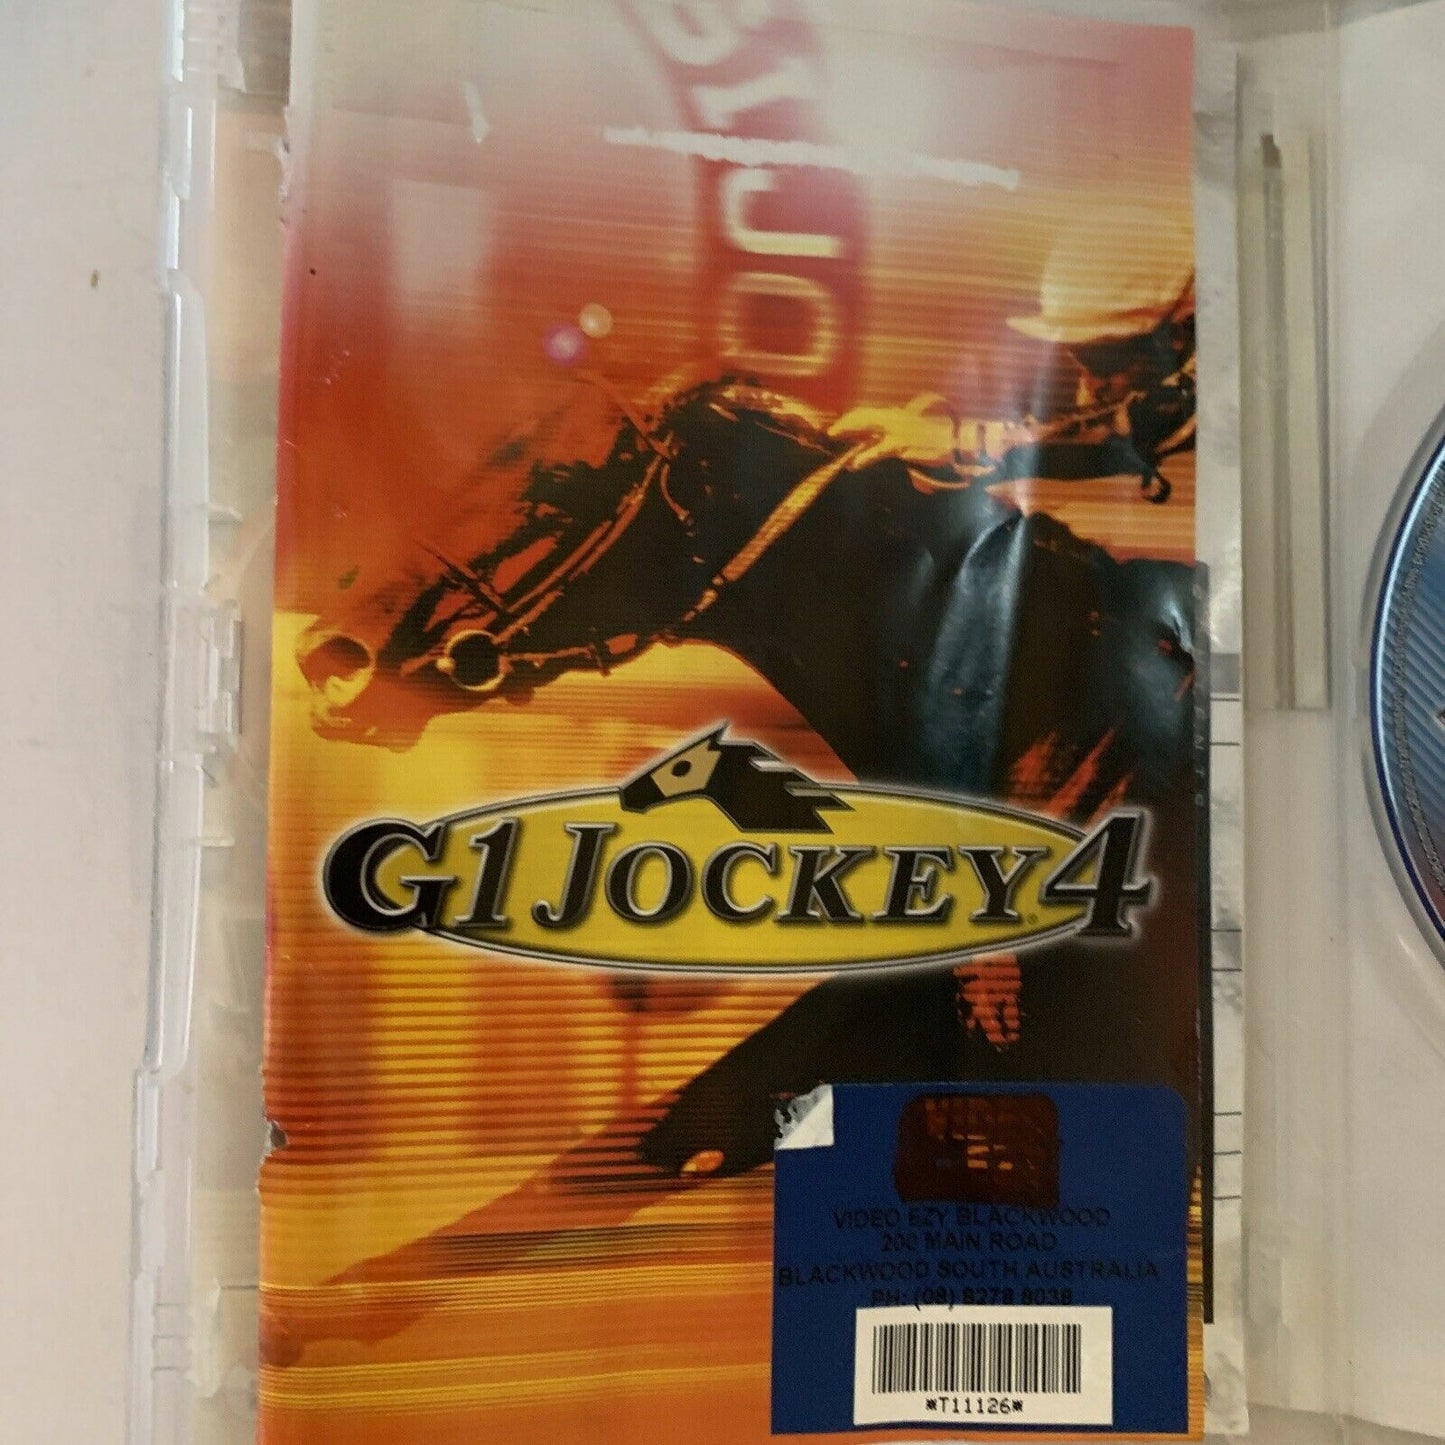 G1 JOCKEY 4
VIDEO EZY BLACKWOOD
200 MAIN ROAD
BLACKWOOD SOUTH AUSTRALIA
PH: (08) 8278 8038
*T11126*